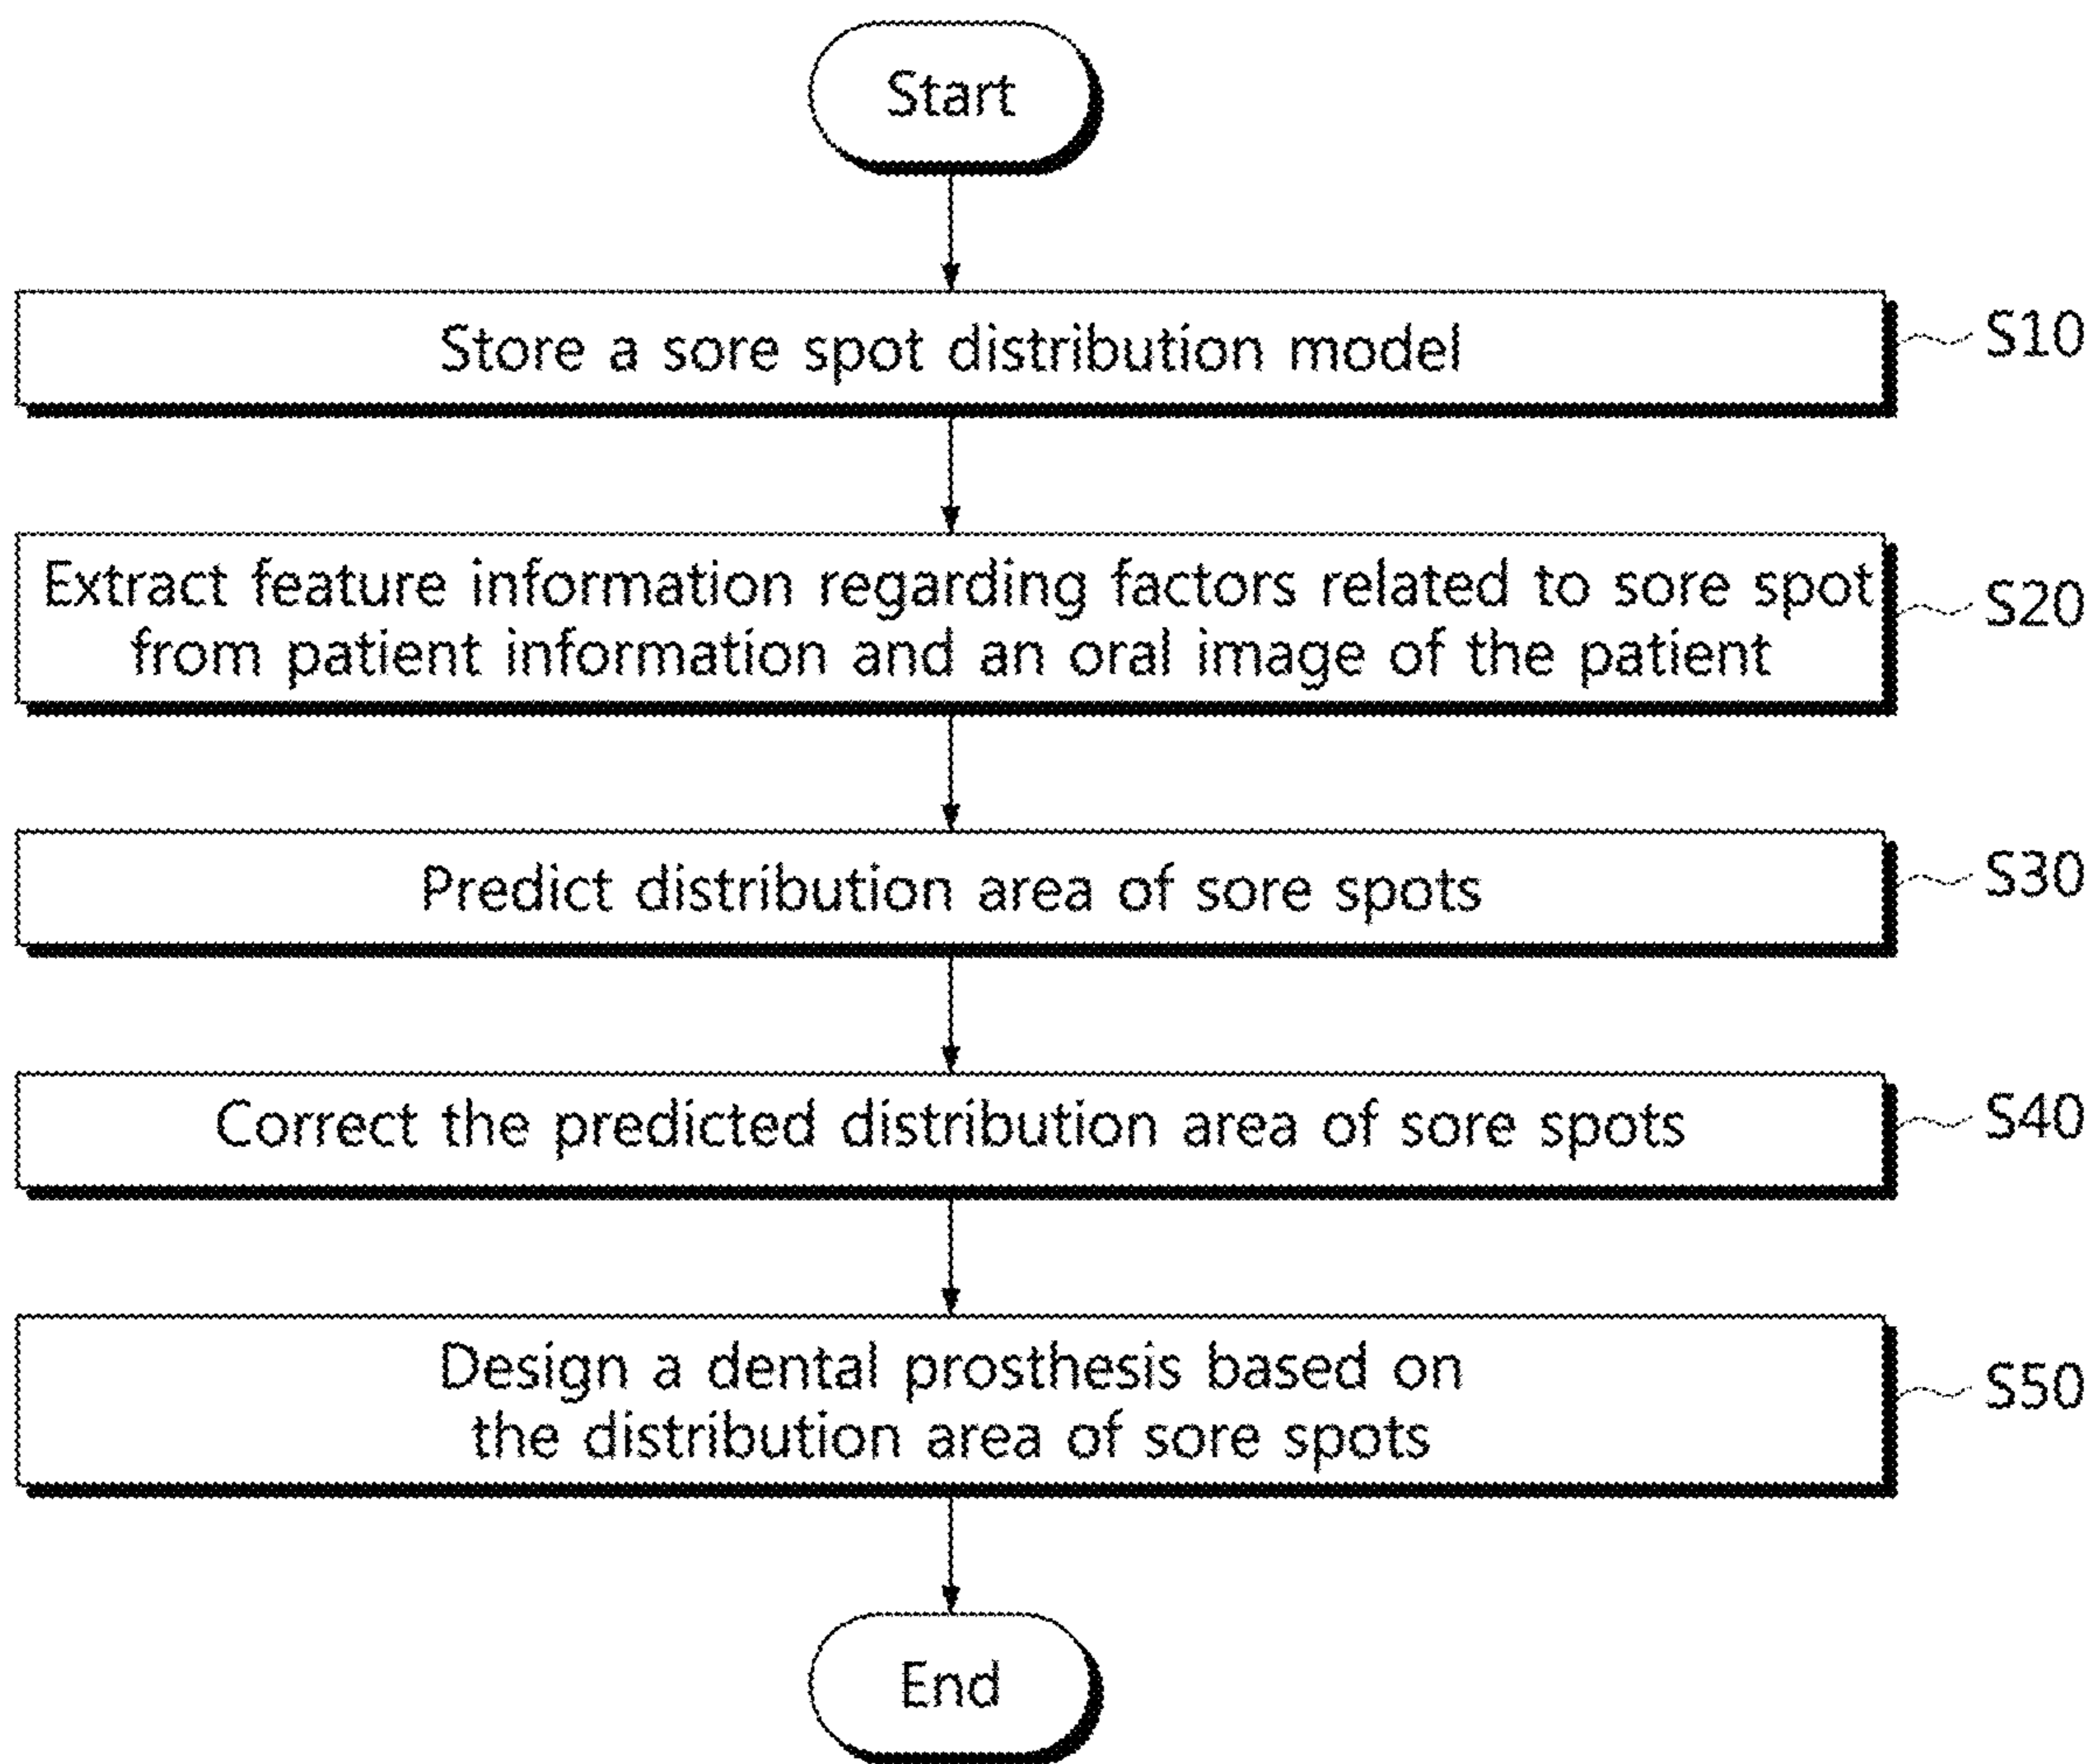 Start
Store a sore spot distribution model
S10
Extract feature information regarding factors related to sore spot
from patient information and an oral image of the patient
S20
Predict distribution area of sore spots
S30
Correct the predicted distribution area of sore spots
S40
Design a dental prosthesis based on
the distribution area of sore spots
S50
End